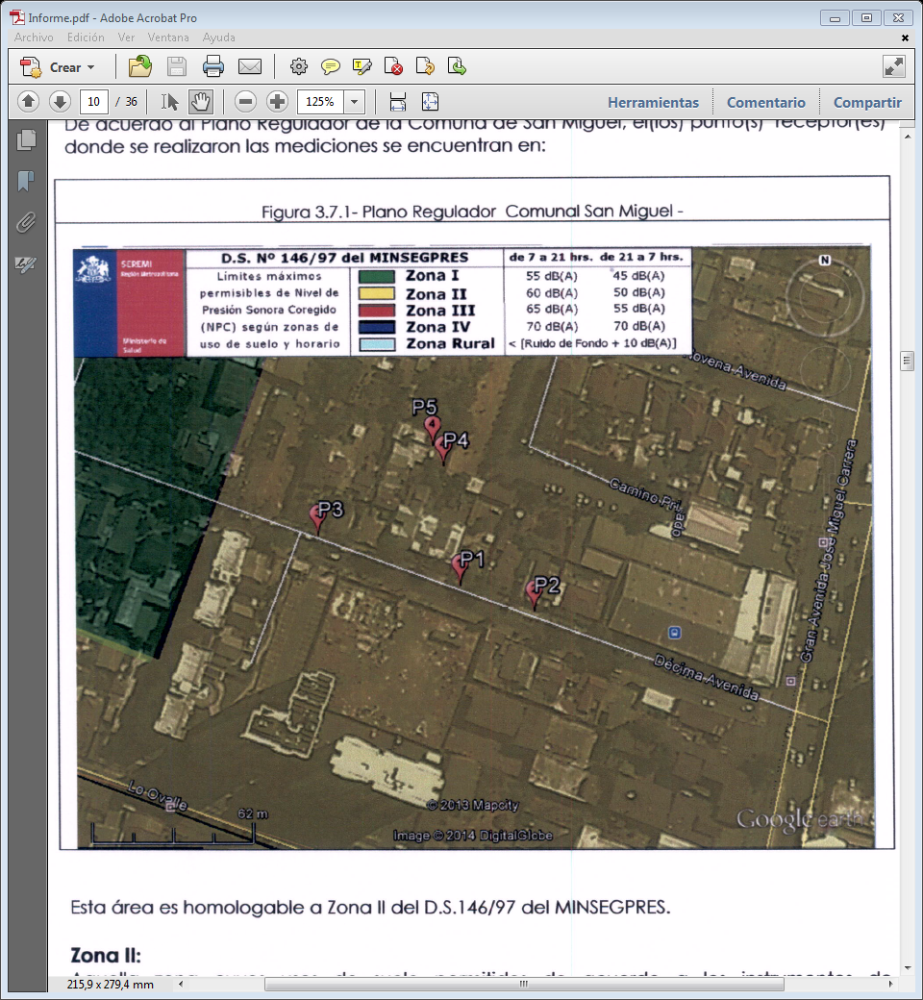 Informe.pdf - Adobe Acrobat Pro
Archivo Edición Ver Ventana Ayuda
Crear
10 / 36 125% Herramientas Comentario Compartir
De acuerdo al Plano Regulador de la Comuna de San Miguel, el(los) punto(s) receptor(es)
donde se realizaron las mediciones se encuentran en:
Figura 3.7.1- Plano Regulador Comunal San Miguel -
SEREMI
Región Metropolitana
Ministerio de
Salud
D.S. Nº 146/97 del MINSEGPRES de 7 a 21 hrs. de 21 a 7 hrs.
Limites máximos Zona I 55 dB(A) 45 dB(A)
permisibles de Nivel de Zona II 60 dB(A) 50 dB(A)
Presión Sonora Coregido Zona III 65 dB(A) 55 dB(A)
(NPC) según zonas de Zona IV 70 dB(A) 70 dB(A)
uso de suelo y horario Zona Rural < [Ruido de Fondo + 10 dB(A)]
N
Novena Avenida
P5
4
P4
Camino Privado
P3
P1
P2
Gran Avenida José Miguel Carrera
Décima Avenida
Lo Ovalle
62 m
© 2013 Mapcity
Image © 2014 DigitalGlobe
Google earth
Esta área es homologable a Zona II del D.S.146/97 del MINSEGPRES.
Zona II:
215,9 x 279,4 mm